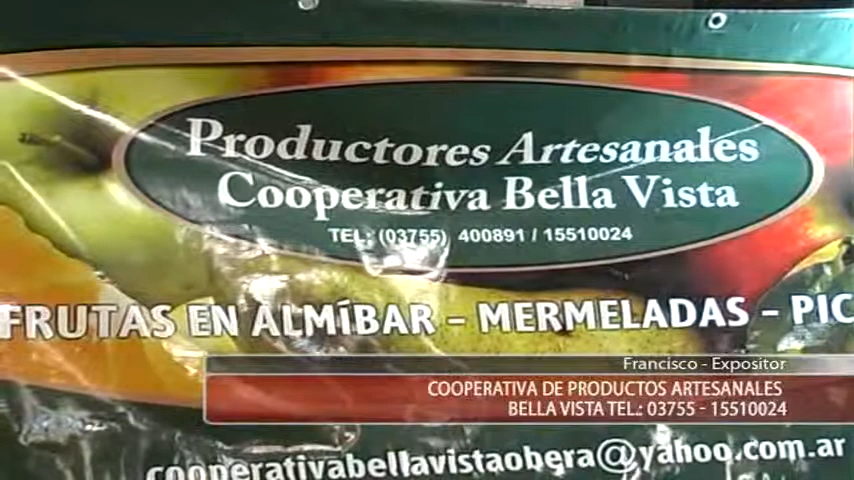 Productores Artesanales
Cooperativa Bella Vista
TEL.: (03755) 400891 / 15510024
FRUTAS EN ALMíBAR - MERMELADAS - PIC
Francisco - Expositor
COOPERATIVA DE PRODUCTOS ARTESANALES
BELLA VISTA TEL.: 03755 - 15510024
cooperativabellavistaobera@yahoo.com.ar